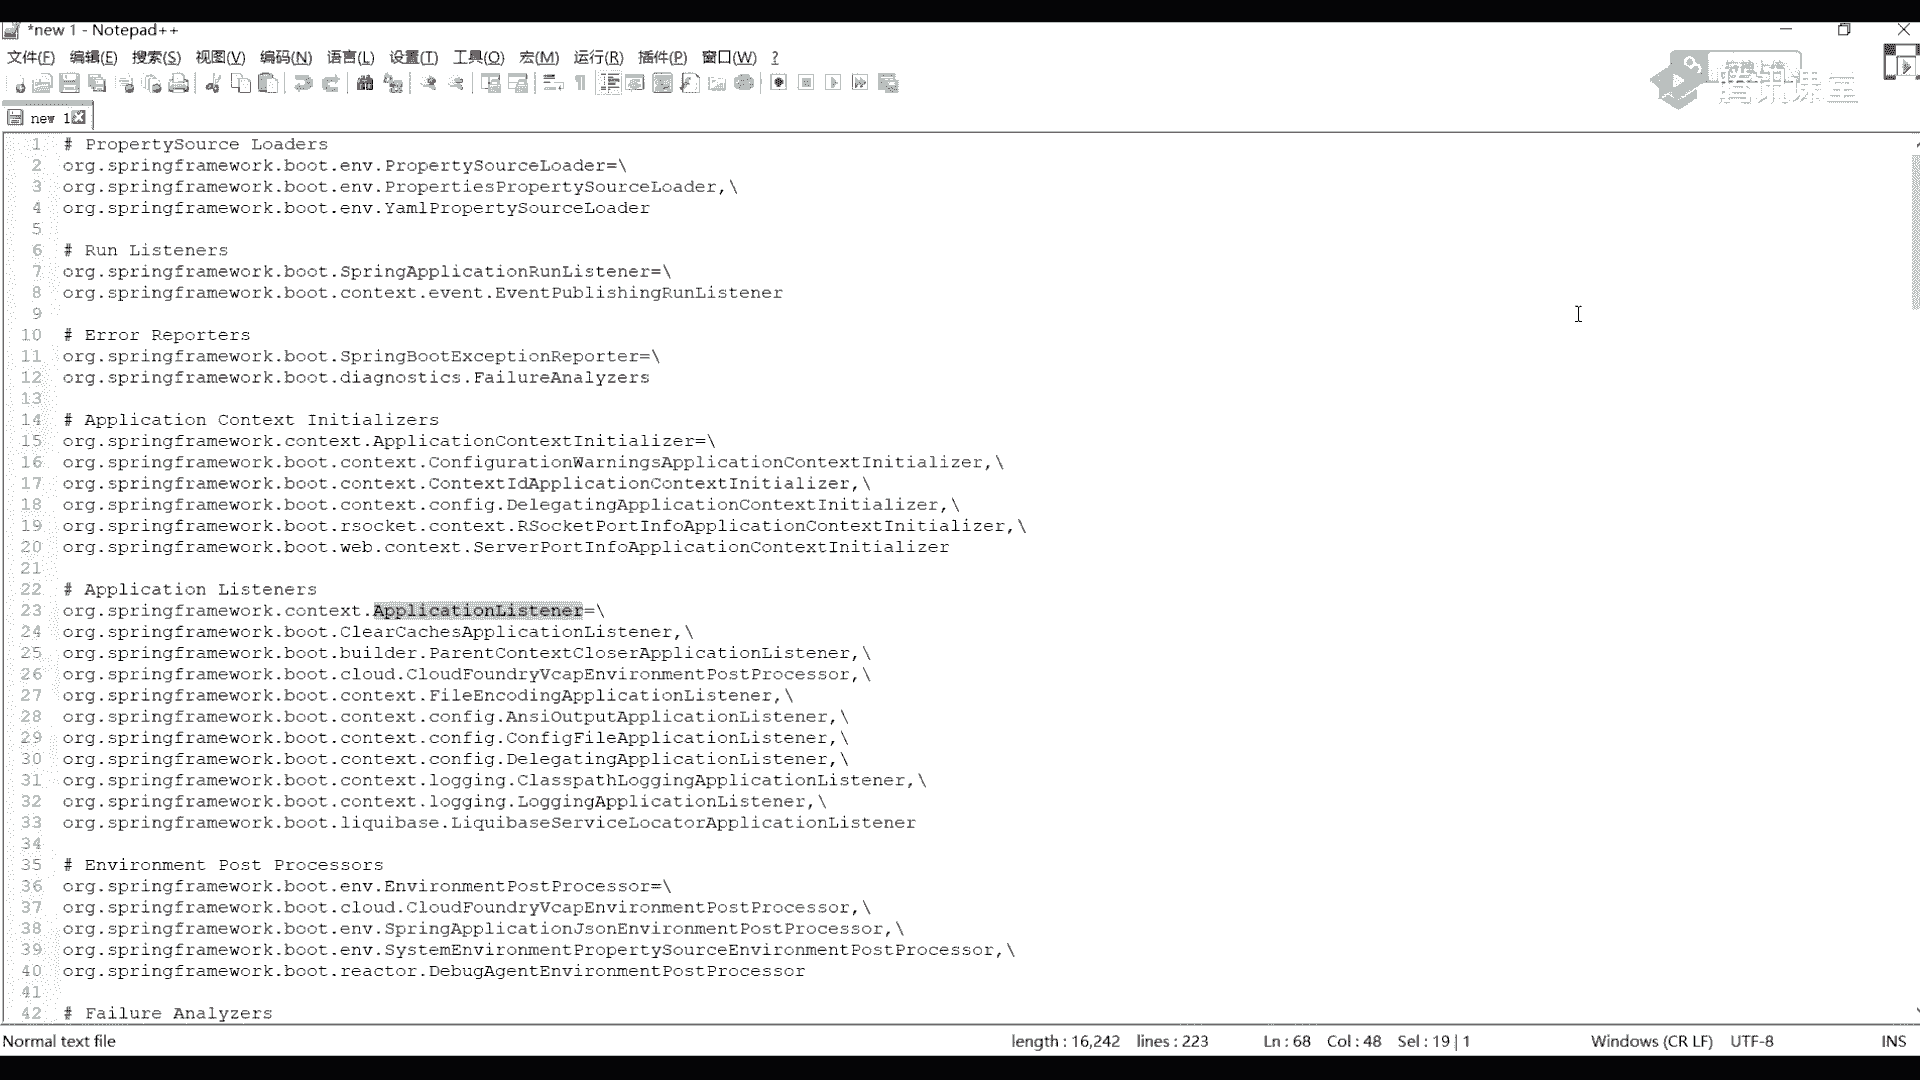 *new 1 - Notepad++
文件(F) 编辑(E) 搜索(S) 视图(V) 编码(N) 语言(L) 设置(T) 工具(O) 宏(M) 运行(R) 插件(P) 窗口(W) ?
腾讯课堂
new 1
1 # PropertySource Loaders
2 org.springframework.boot.env.PropertySourceLoader=\
3 org.springframework.boot.env.PropertiesPropertySourceLoader,\
4 org.springframework.boot.env.YamlPropertySourceLoader
5
6 # Run Listeners
7 org.springframework.boot.SpringApplicationRunListener=\
8 org.springframework.boot.context.event.EventPublishingRunListener
9
10 # Error Reporters
11 org.springframework.boot.SpringBootExceptionReporter=\
12 org.springframework.boot.diagnostics.FailureAnalyzers
13
14 # Application Context Initializers
15 org.springframework.context.ApplicationContextInitializer=\
16 org.springframework.boot.context.ConfigurationWarningsApplicationContextInitializer,\
17 org.springframework.boot.context.ContextIdApplicationContextInitializer,\
18 org.springframework.boot.context.config.DelegatingApplicationContextInitializer,\
19 org.springframework.boot.rsocket.context.RSocketPortInfoApplicationContextInitializer,\
20 org.springframework.boot.web.context.ServerPortInfoApplicationContextInitializer
21
22 # Application Listeners
23 org.springframework.context.ApplicationListener=\
24 org.springframework.boot.ClearCachesApplicationListener,\
25 org.springframework.boot.builder.ParentContextCloserApplicationListener,\
26 org.springframework.boot.cloud.CloudFoundryVcapEnvironmentPostProcessor,\
27 org.springframework.boot.context.FileEncodingApplicationListener,\
28 org.springframework.boot.context.config.AnsiOutputApplicationListener,\
29 org.springframework.boot.context.config.ConfigFileApplicationListener,\
30 org.springframework.boot.context.config.DelegatingApplicationListener,\
31 org.springframework.boot.context.logging.ClasspathLoggingApplicationListener,\
32 org.springframework.boot.context.logging.LoggingApplicationListener,\
33 org.springframework.boot.liquibase.LiquibaseServiceLocatorApplicationListener
34
35 # Environment Post Processors
36 org.springframework.boot.env.EnvironmentPostProcessor=\
37 org.springframework.boot.cloud.CloudFoundryVcapEnvironmentPostProcessor,\
38 org.springframework.boot.env.SpringApplicationJsonEnvironmentPostProcessor,\
39 org.springframework.boot.env.SystemEnvironmentPropertySourceEnvironmentPostProcessor,\
40 org.springframework.boot.reactor.DebugAgentEnvironmentPostProcessor
41
42 # Failure Analyzers
Normal text file length : 16,242 lines : 223 Ln : 68 Col : 48 Sel : 19 | 1 Windows (CR LF) UTF-8 INS